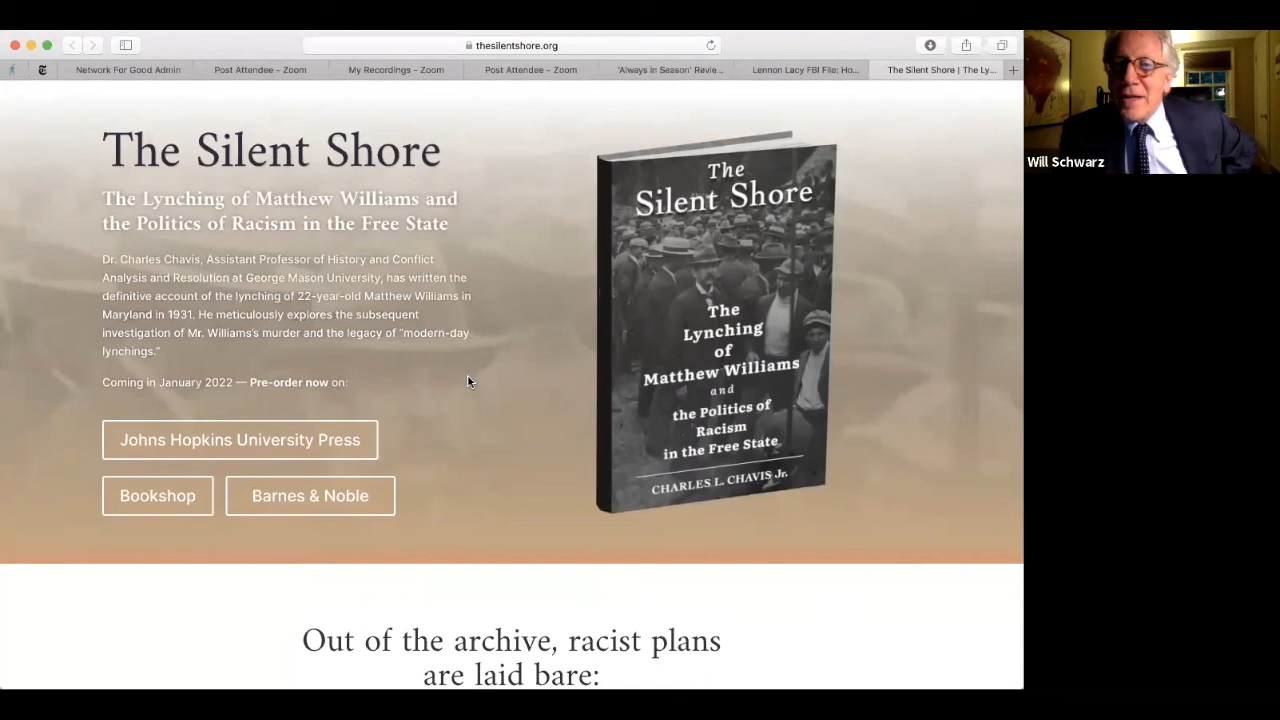 thesilentshore.org
Network For Good Admin
Post Attendee - Zoom
My Recordings - Zoom
Post Attendee - Zoom
'Always in Season' Revie...
Lennon Lacy FBI File: Ho...
The Silent Shore | The Ly...
The Silent Shore
The Lynching of Matthew Williams and
the Politics of Racism in the Free State
Dr. Charles Chavis, Assistant Professor of History and Conflict
Analysis and Resolution at George Mason University, has written the
definitive account of the lynching of 22-year-old Matthew Williams in
Maryland in 1931. He meticulously explores the subsequent
investigation of Mr. Williams's murder and the legacy of "modern-day
lynchings."
Coming in January 2022 — Pre-order now on:
Johns Hopkins University Press
Bookshop
Barnes & Noble
The
Silent Shore
The
Lynching
of
Matthew Williams
and
the Politics of
Racism
in the Free State
CHARLES L. CHAVIS Jr.
Out of the archive, racist plans
are laid bare:
Will Schwarz